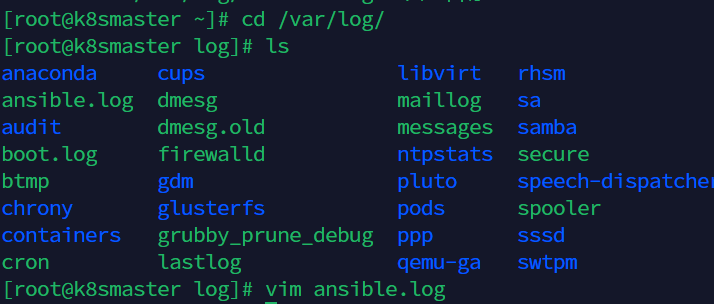 [root@k8smaster ~]# cd /var/log/
[root@k8smaster log]# ls
anaconda cups libvirt rhsm
ansible.log dmesg maillog sa
audit dmesg.old messages samba
boot.log firewalld ntpstats secure
btmp gdm pluto speech-dispatcher
chrony glusterfs pods spooler
containers grubby_prune_debug ppp sssd
cron lastlog qemu-ga swtpm
[root@k8smaster log]# vim ansible.log